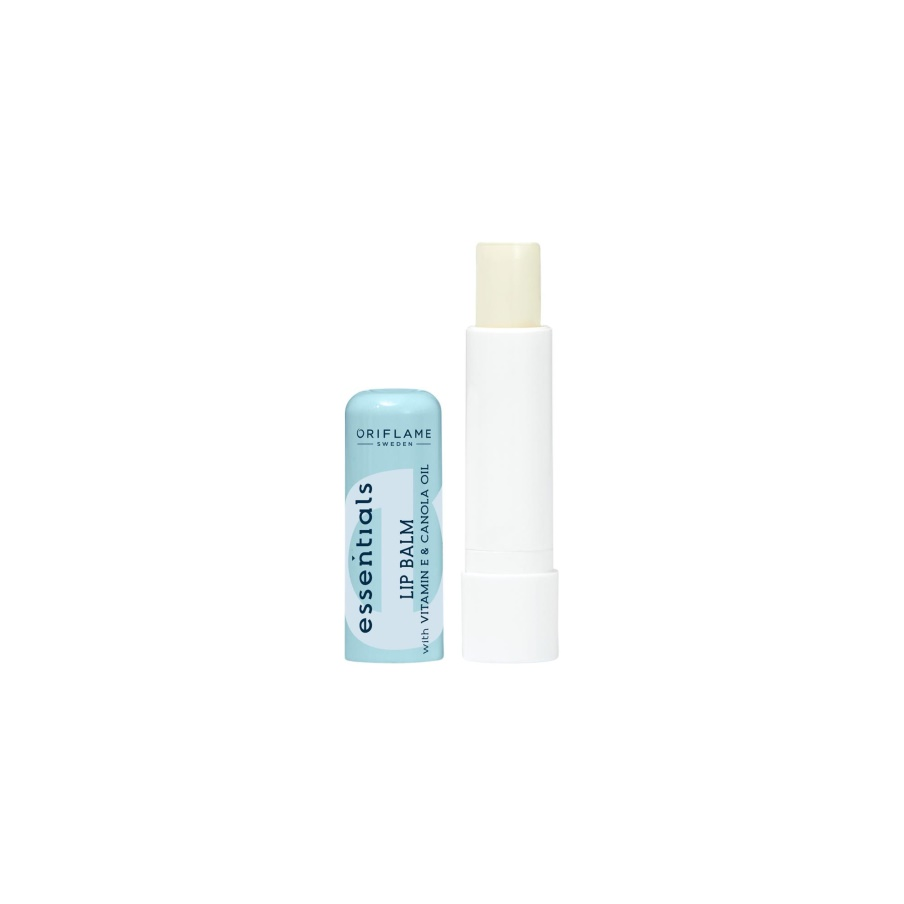 ORIFLAME
SWEDEN
essentials
LIP BALM
with VITAMIN E & CANOLA OIL